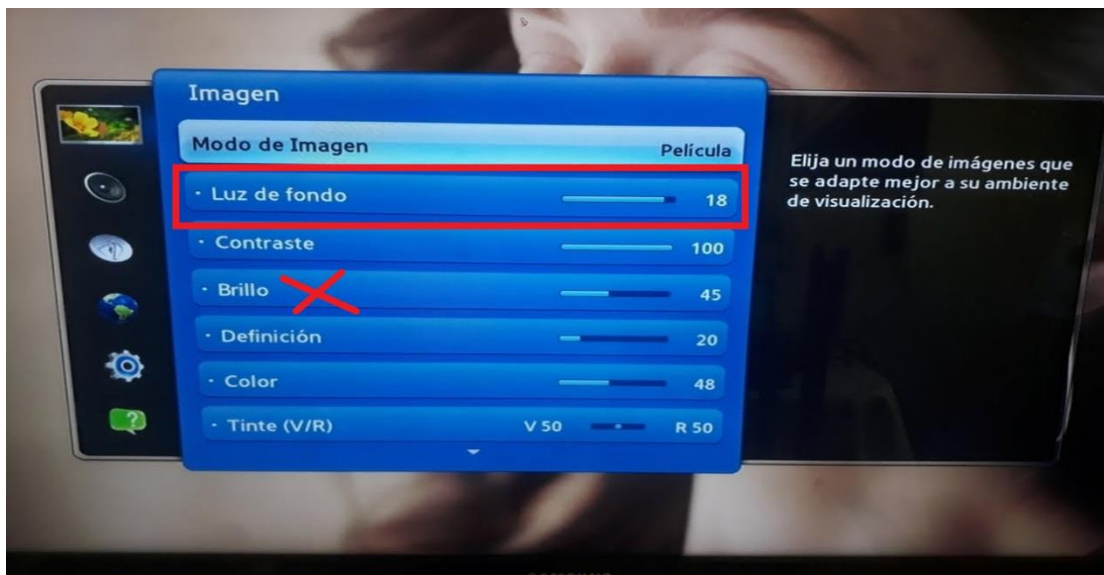 Imagen
Modo de Imagen Película
· Luz de fondo 18
· Contraste 100
· Brillo 45
· Definición 20
· Color 48
· Tinte (V/R) V 50 R 50
Elija un modo de imágenes que
se adapte mejor a su ambiente
de visualización.